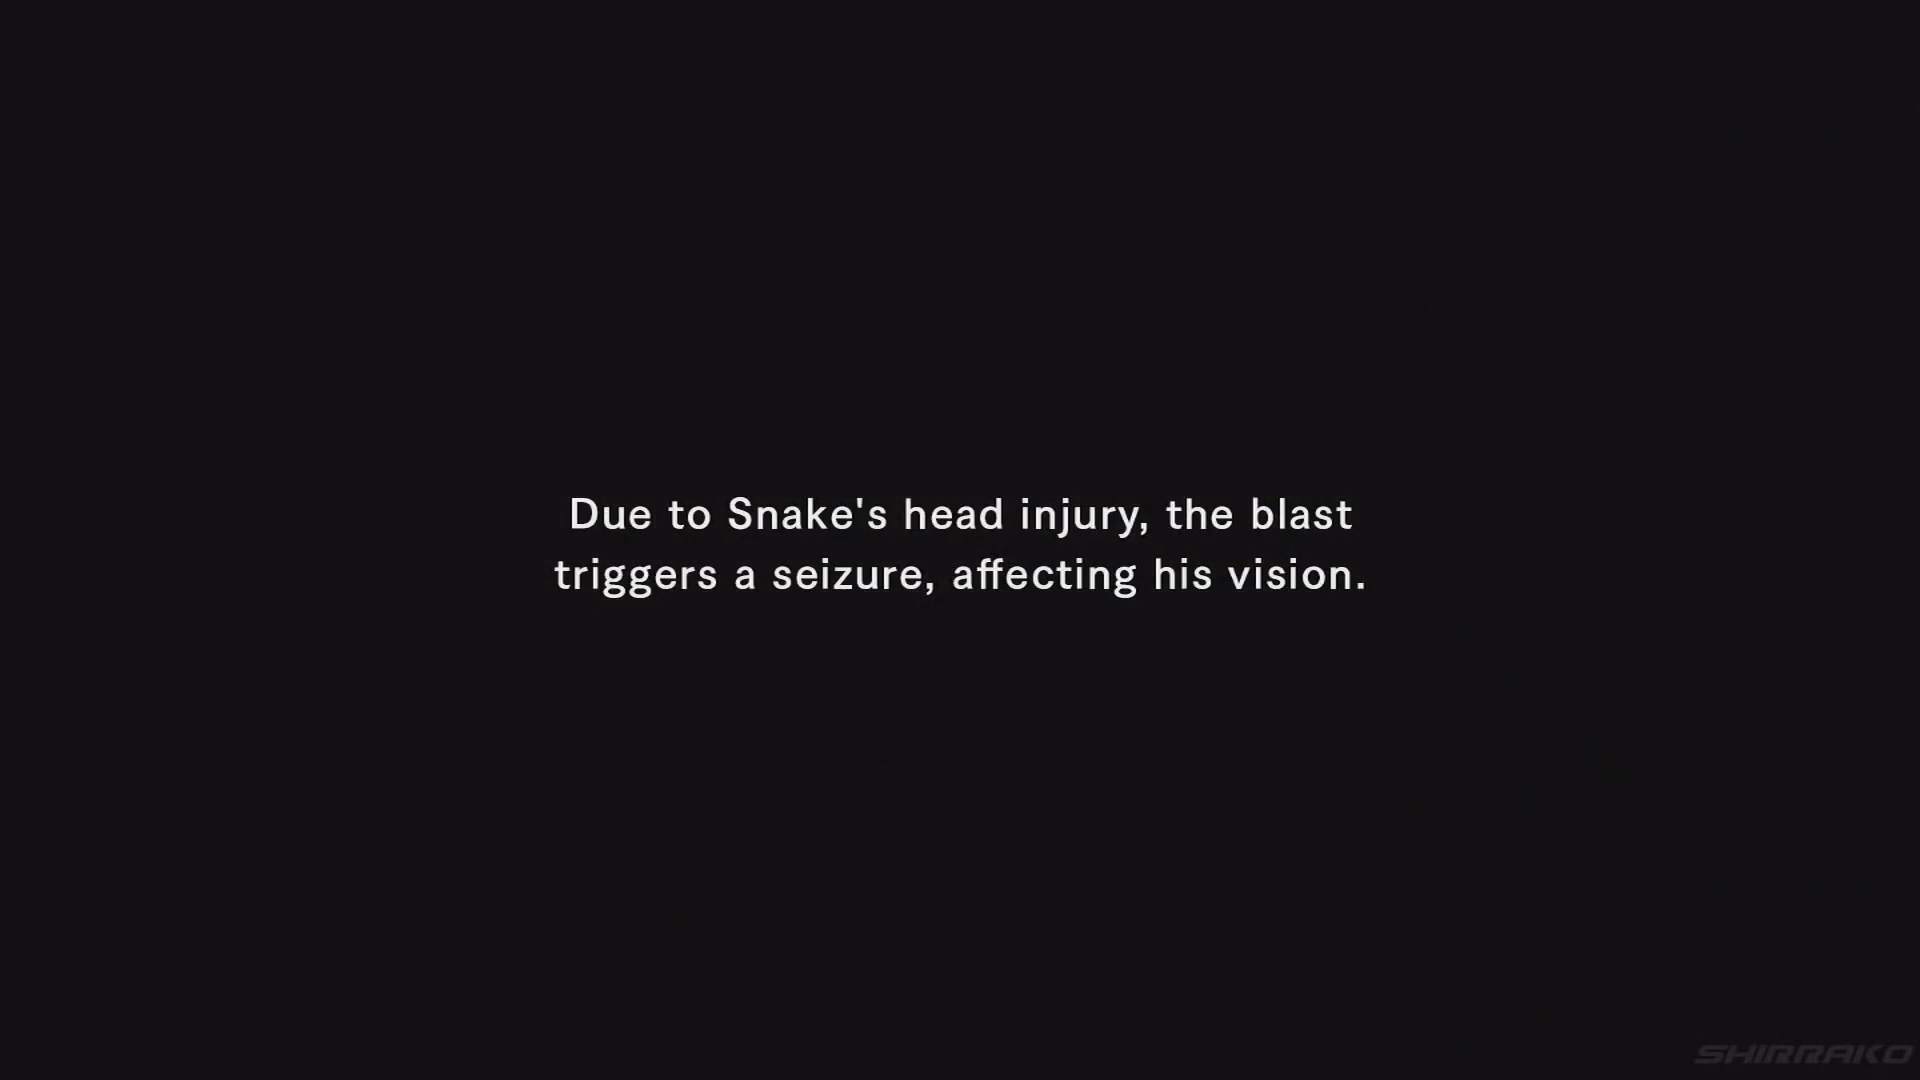 Due to Snake's head injury, the blast
triggers a seizure, affecting his vision.
SHIRRAKO